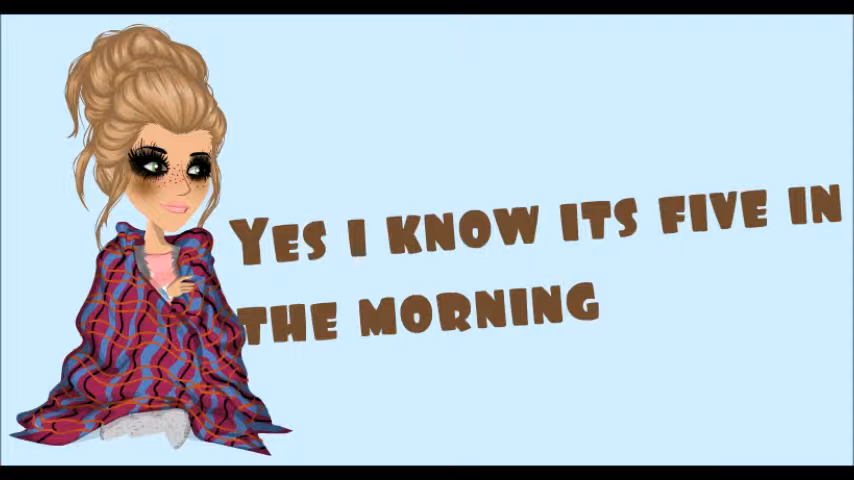 Yes I know its five in
the morning